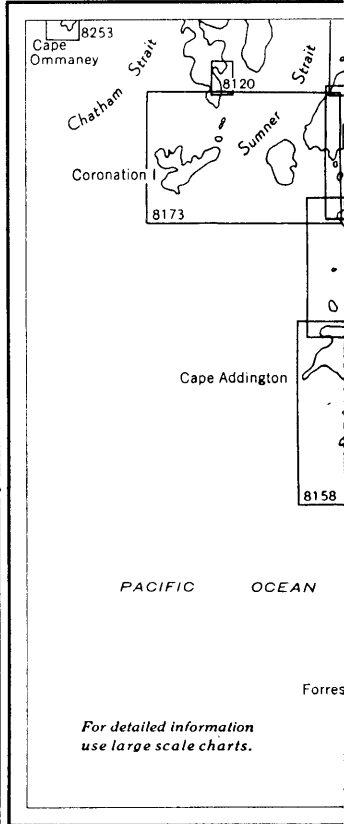 8253
Cape
Ommaney
Chatham Strait
8120
Sumner Strait
Coronation I
8173
Cape Addington
8158
PACIFIC OCEAN
Forres
For detailed information
use large scale charts.